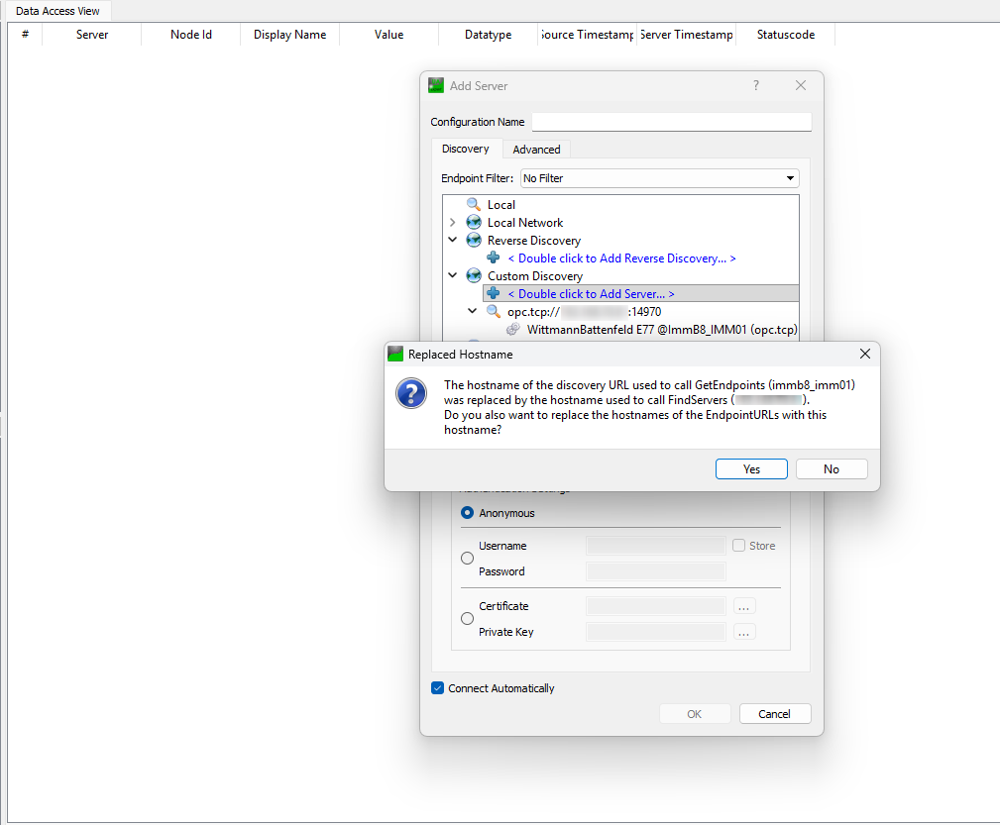 Data Access View
# Server Node Id Display Name Value Datatype Source Timestamp Server Timestamp Statuscode
Add Server ?
Configuration Name
Discovery Advanced
Endpoint Filter: No Filter
Local
Local Network
Reverse Discovery
< Double click to Add Reverse Discovery... >
Custom Discovery
< Double click to Add Server... >
opc.tcp:// :14970
WittmannBattenfeld E77 @ImmB8_IMM01 (opc.tcp)
Replaced Hostname
The hostname of the discovery URL used to call GetEndpoints (immb8_imm01)
was replaced by the hostname used to call FindServers ( ).
Do you also want to replace the hostnames of the EndpointURLs with this
hostname?
Yes No
Authentication Settings
Anonymous
Username Store
Password
Certificate ...
Private Key ...
Connect Automatically
OK Cancel